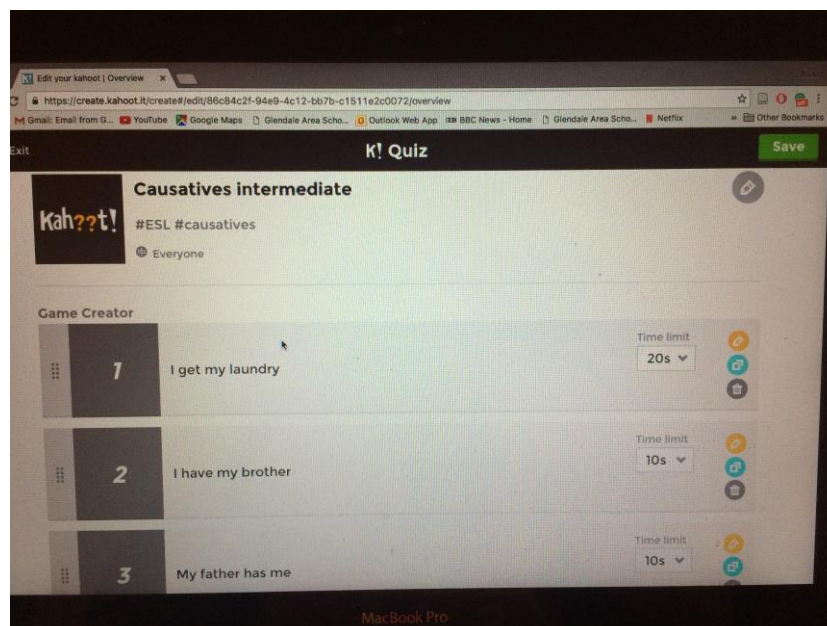 Edit your kahoot | Overview
https://create.kahoot.it/create#/edit/86c84c2f-94e9-4c12-bb7b-c1511e2c0072/overview
Gmail: Email from G... YouTube Google Maps Glendale Area Scho... Outlook Web App BBC News - Home Glendale Area Scho... Netflix » Other Bookmarks
Exit K! Quiz Save
Kah??t!
Causatives intermediate
#ESL #causatives
Everyone
Game Creator
1 I get my laundry
Time limit
20s
2 I have my brother
Time limit
10s
3 My father has me
Time limit
10s
MacBook Pro